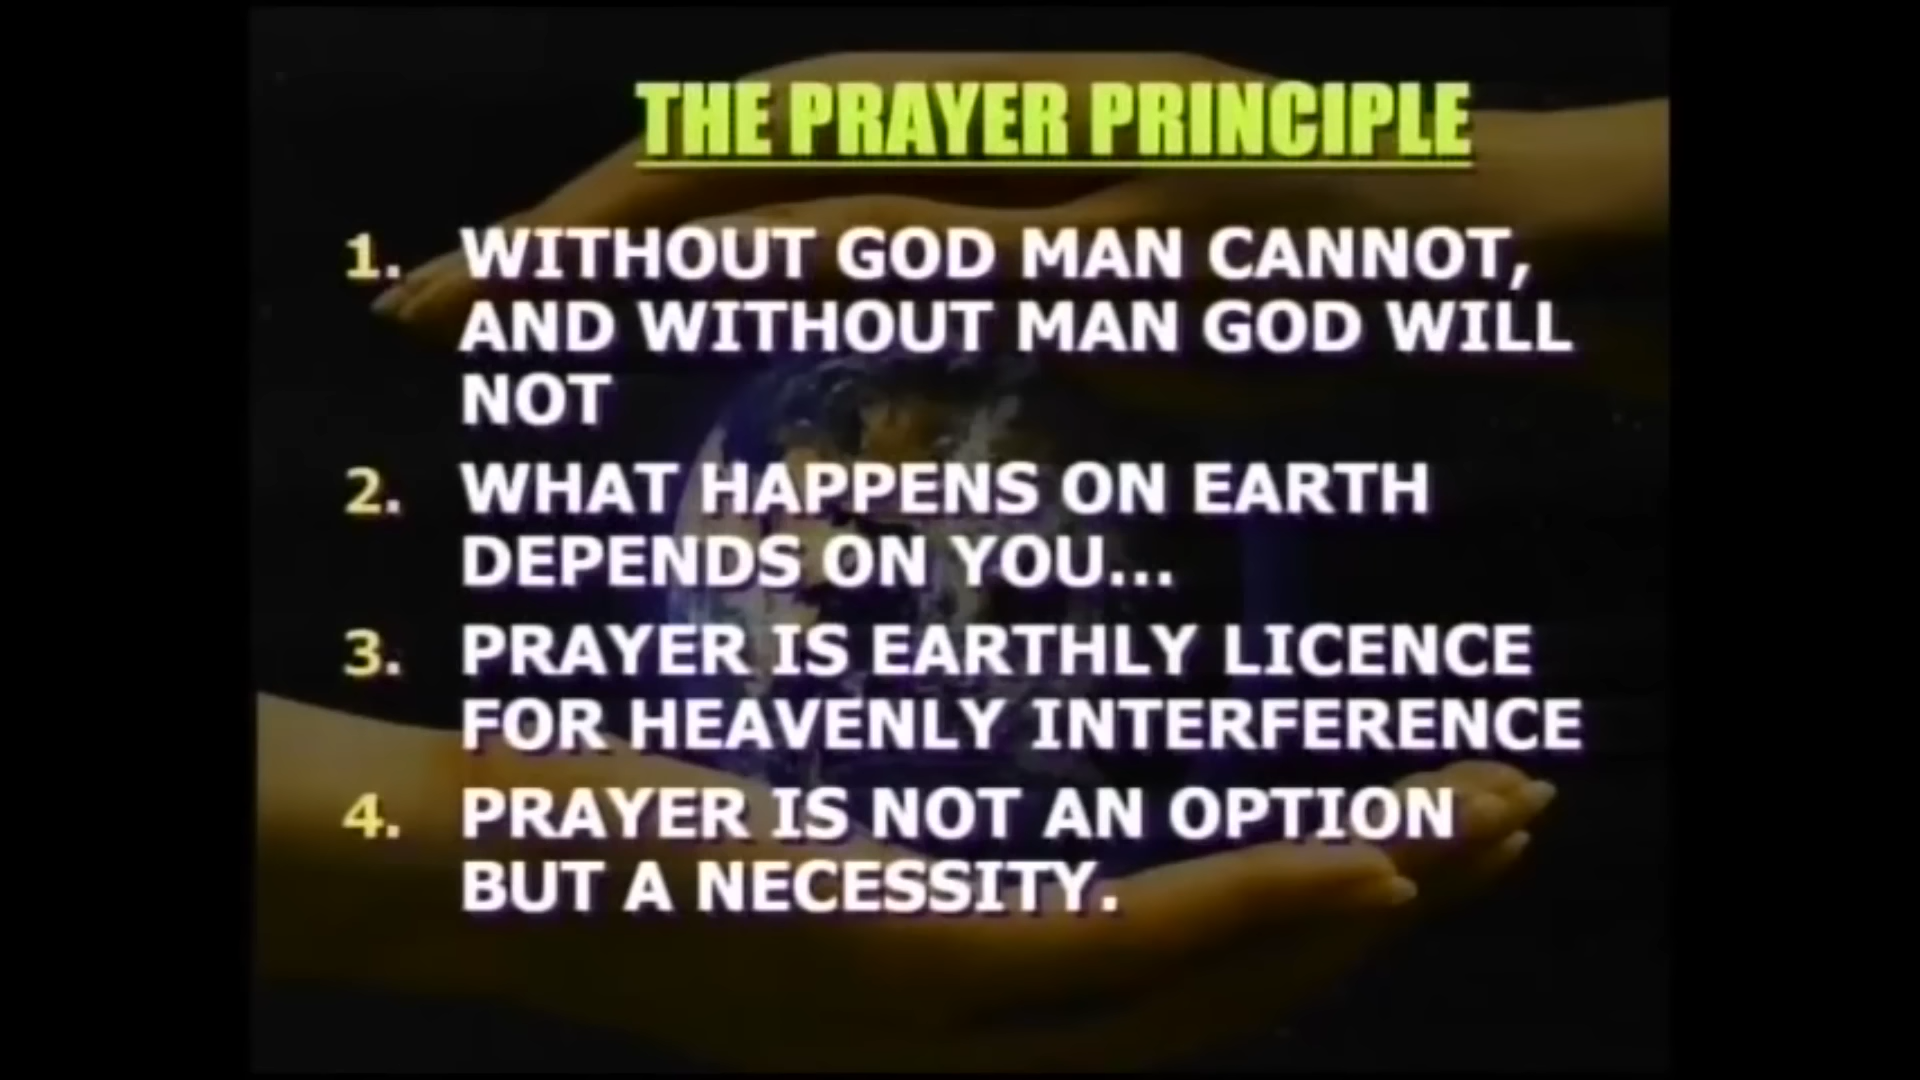 THE PRAYER PRINCIPLE
1. WITHOUT GOD MAN CANNOT,
AND WITHOUT MAN GOD WILL
NOT
2. WHAT HAPPENS ON EARTH
DEPENDS ON YOU...
3. PRAYER IS EARTHLY LICENCE
FOR HEAVENLY INTERFERENCE
4. PRAYER IS NOT AN OPTION
BUT A NECESSITY.